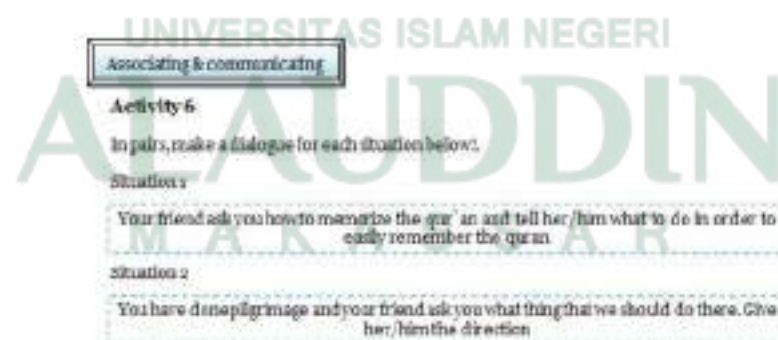 UNIVERSITAS ISLAM NEGERI
Associating & communicating
ALAUDDIN
Activity 6
In pairs, make a dialogue for each situation below!.
Situation 1
Your friend ask you how to memorize the qur'an and tell her/him what to do in order to
easily remember the quran
MAKASSAR
Situation 2
You have done pilgrimage and your friend ask you what thing that we should do there. Give
her/him the direction